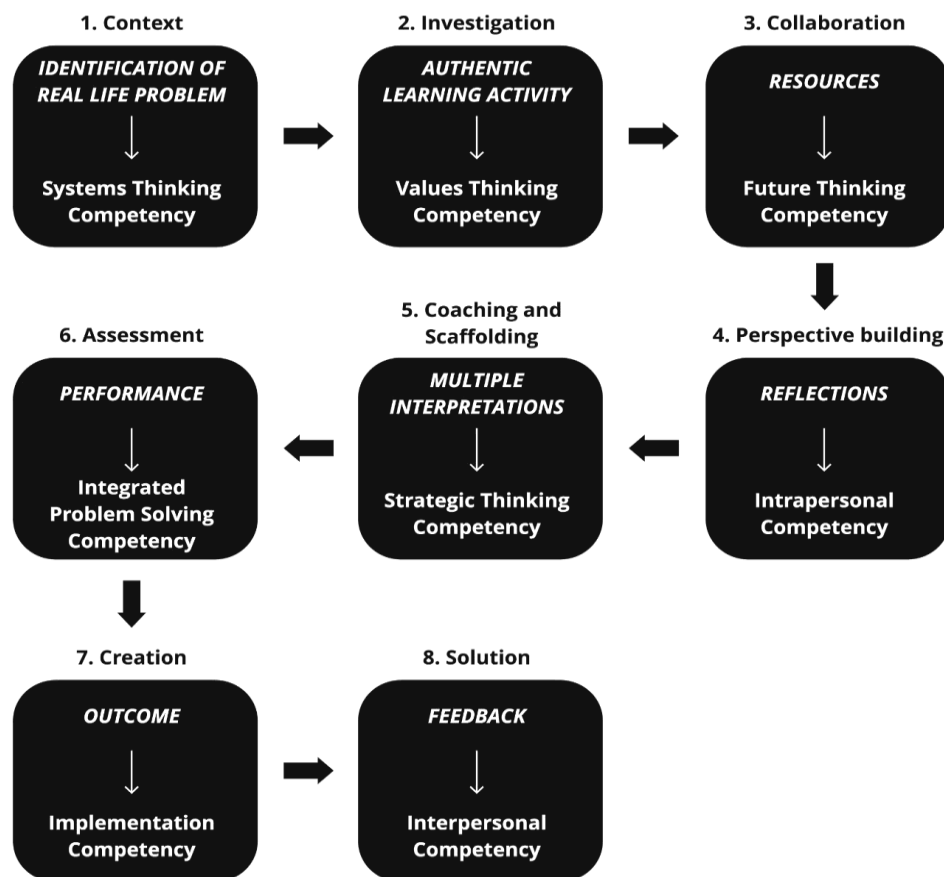 1. Context
IDENTIFICATION OF
REAL LIFE PROBLEM
Systems Thinking
Competency
2. Investigation
AUTHENTIC
LEARNING ACTIVITY
Values Thinking
Competency
3. Collaboration
RESOURCES
Future Thinking
Competency
4. Perspective building
REFLECTIONS
Intrapersonal
Competency
5. Coaching and
Scaffolding
MULTIPLE
INTERPRETATIONS
Strategic Thinking
Competency
6. Assessment
PERFORMANCE
Integrated
Problem Solving
Competency
7. Creation
OUTCOME
Implementation
Competency
8. Solution
FEEDBACK
Interpersonal
Competency